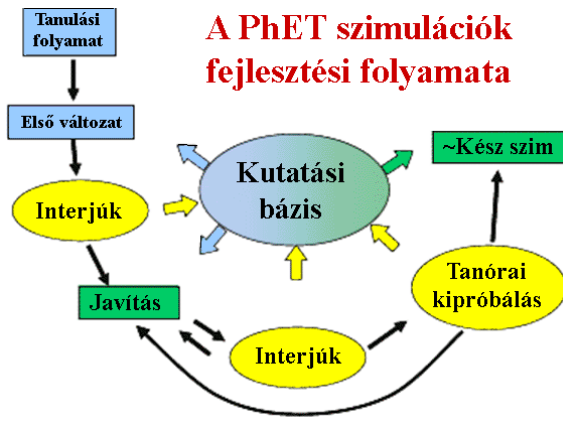 A PhET szimulációk
fejlesztési folyamata
Tanulási
folyamat
Első változat
Interjúk
Kutatási
bázis
~Kész szim
Javítás
Interjúk
Tanórai
kipróbálás